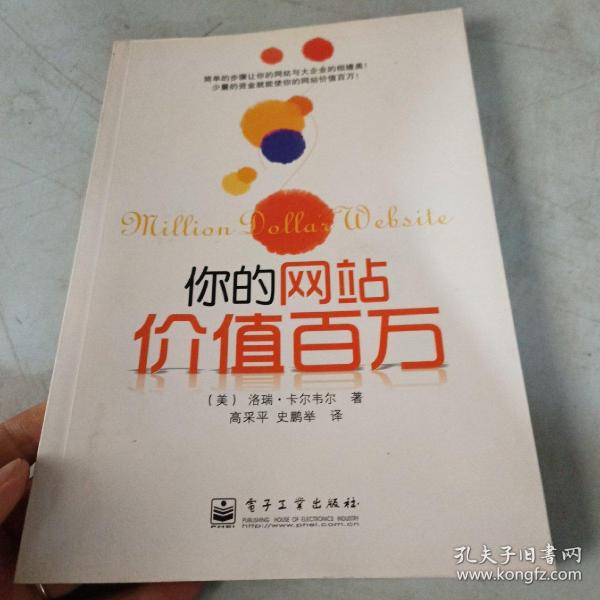 简单的步骤让你的网站与大企业的相媲美！
少量的资金就能使你的网站价值百万！
Million Dollar Website
你的网站
价值百万
（美） 洛瑞·卡尔韦尔 著
高采平 史鹏举 译
電子工業出版社
PUBLISHING HOUSE OF ELECTRONICS INDUSTRY
http://www.phei.com.cn
PHEI
孔夫子旧書网
www.kongfz.com